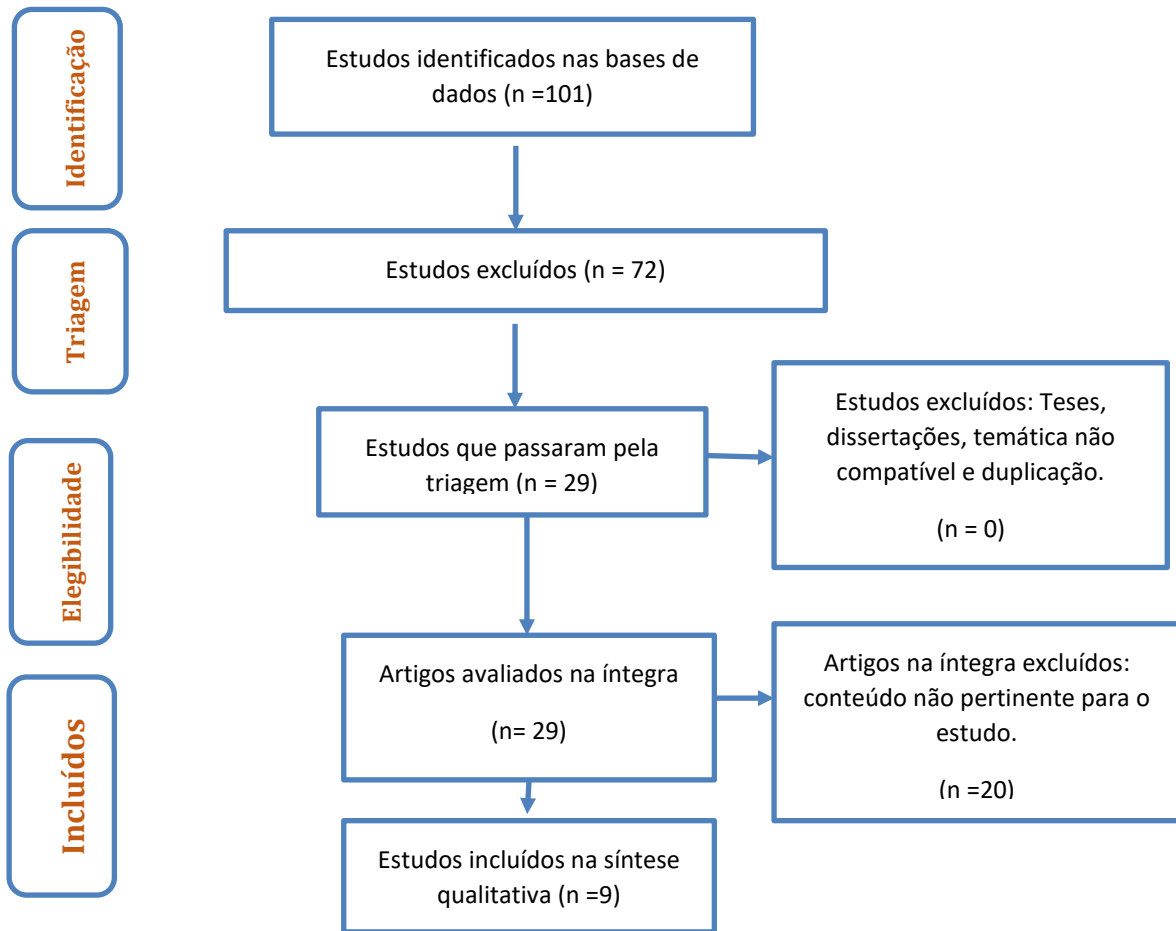 Identificação
Estudos identificados nas bases de
dados (n =101)
Triagem
Estudos excluídos (n = 72)
Elegibilidade
Estudos que passaram pela
triagem (n = 29)
Estudos excluídos: Teses,
dissertações, temática não
compatível e duplicação.
(n = 0)
Incluídos
Artigos avaliados na íntegra
(n= 29)
Artigos na íntegra excluídos:
conteúdo não pertinente para o
estudo.
(n =20)
Estudos incluídos na síntese
qualitativa (n =9)